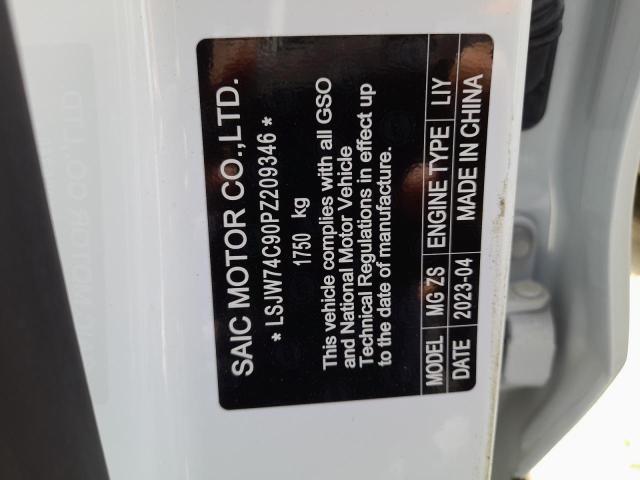 SAIC MOTOR CO.,LTD.
* LSJW74C90PZ209346 *
1750 kg
This vehicle complies with all GSO
and National Motor Vehicle
Technical Regulations in effect up
to the date of manufacture.
MODEL MG ZS ENGINE TYPE LIY
DATE 2023-04 MADE IN CHINA